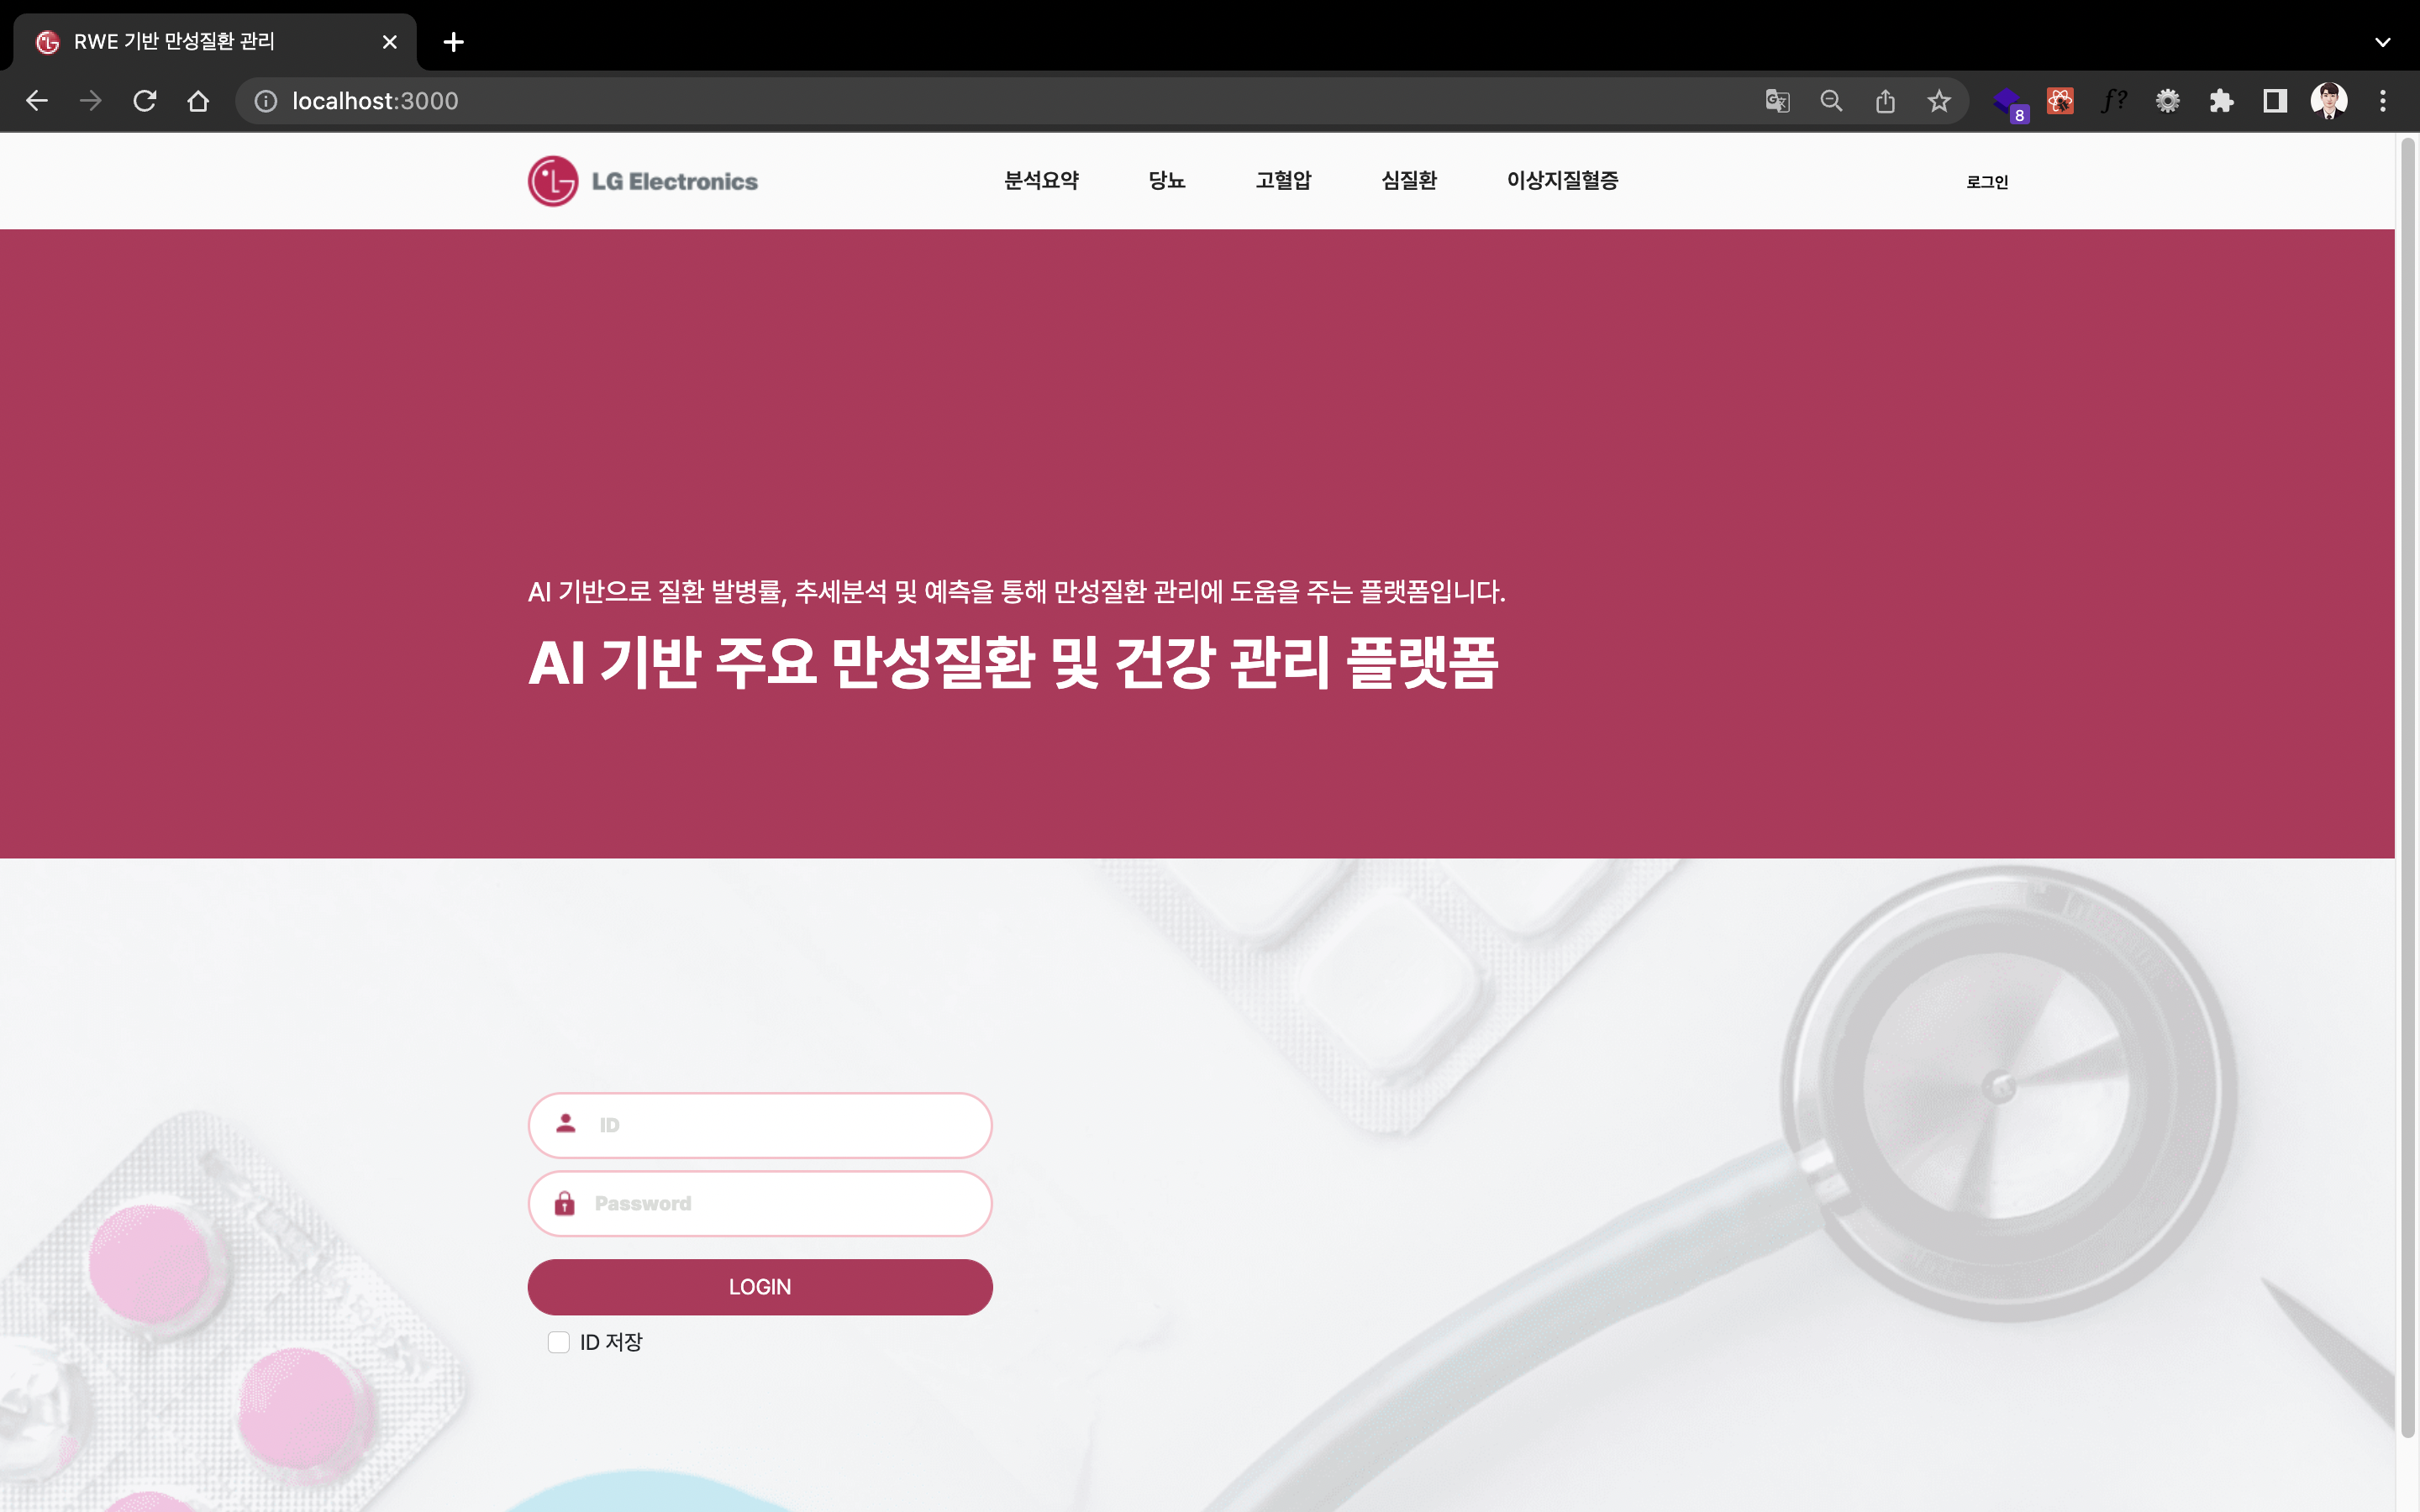 RWE 기반 만성질환 관리
localhost:3000
8
LG Electronics
분석요약 당뇨 고혈압 심질환 이상지질혈증 로그인
AI 기반으로 질환 발병률, 추세분석 및 예측을 통해 만성질환 관리에 도움을 주는 플랫폼입니다.
AI 기반 주요 만성질환 및 건강 관리 플랫폼
ID
Password
LOGIN
ID 저장